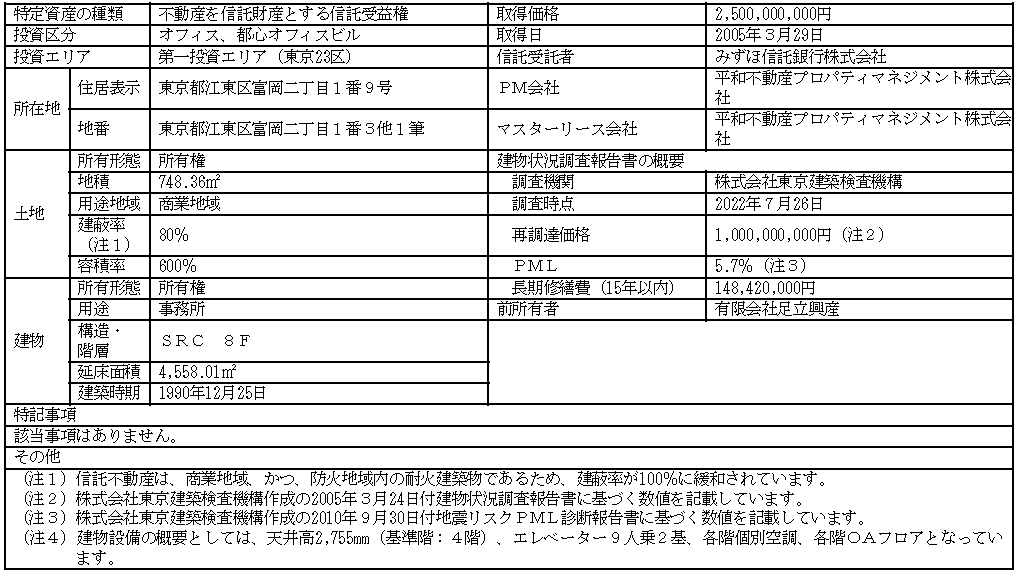 特定資産の種類 不動産を信託財産とする信託受益権 取得価格 2,500,000,000円
投資区分 オフィス、都心オフィスビル 取得日 2005年３月29日
投資エリア 第一投資エリア（東京23区） 信託受託者 みずほ信託銀行株式会社
所在地 住居表示 東京都江東区富岡二丁目１番９号 ＰＭ会社 平和不動産プロパティマネジメント株式会社
地番 東京都江東区富岡二丁目１番３他１筆 マスターリース会社 平和不動産プロパティマネジメント株式会社
土地 所有形態 所有権 建物状況調査報告書の概要
地積 748.36㎡ 調査機関 株式会社東京建築検査機構
用途地域 商業地域 調査時点 2022年７月26日
建蔽率（注１） 80％ 再調達価格 1,000,000,000円（注２）
容積率 600％ ＰＭＬ 5.7％（注３）
建物 所有形態 所有権 長期修繕費（15年以内） 148,420,000円
用途 事務所 前所有者 有限会社足立興産
構造・階層 ＳＲＣ　８Ｆ
延床面積 4,558.01㎡
建築時期 1990年12月25日
特記事項
該当事項はありません。
その他
（注１）信託不動産は、商業地域、かつ、防火地域内の耐火建築物であるため、建蔽率が100％に緩和されています。
（注２）株式会社東京建築検査機構作成の2005年３月24日付建物状況調査報告書に基づく数値を記載しています。
（注３）株式会社東京建築検査機構作成の2010年９月30日付地震リスクＰＭＬ診断報告書に基づく数値を記載しています。
（注４）建物設備の概要としては、天井高2,755mm（基準階：４階）、エレベーター９人乗２基、各階個別空調、各階ＯＡフロアとなってい
ます。